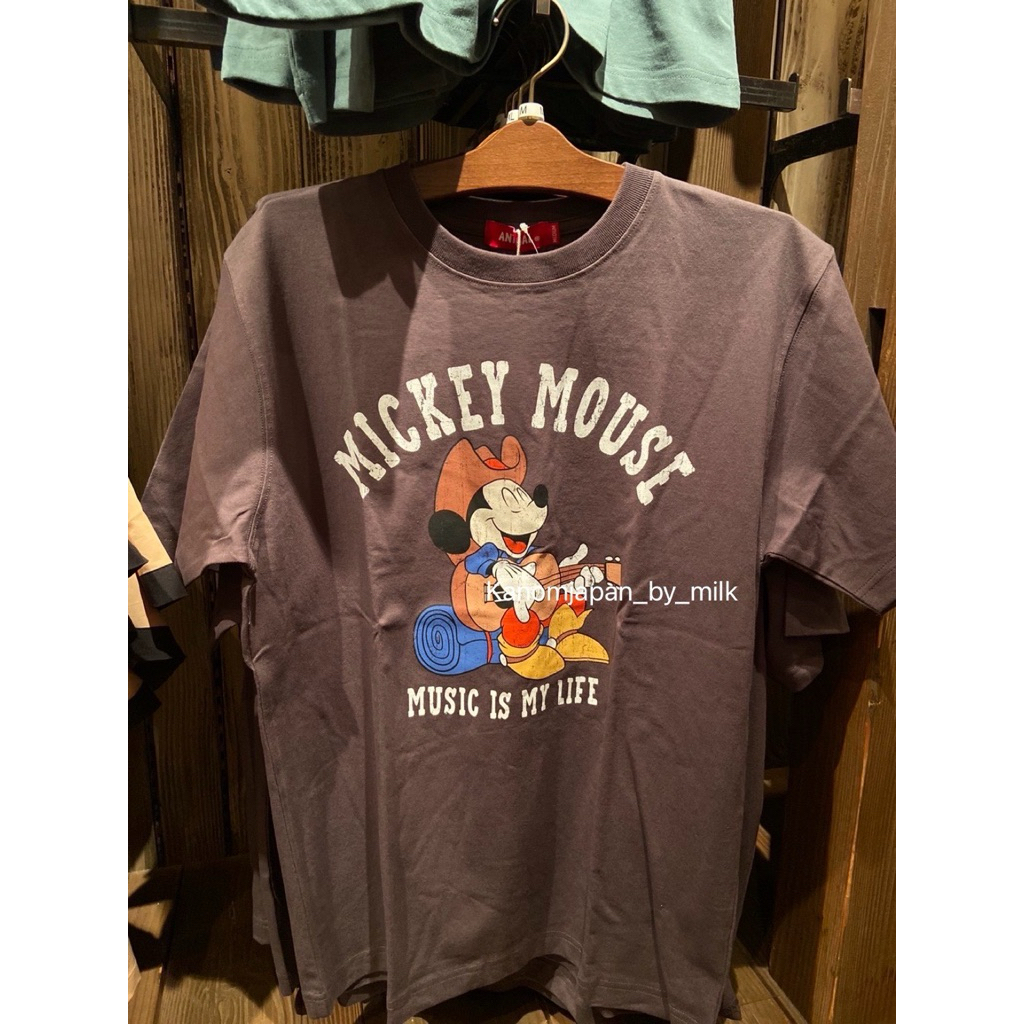 M
MICKEY MOUSE
Kanomjapan_by_milk
MUSIC IS MY LIFE